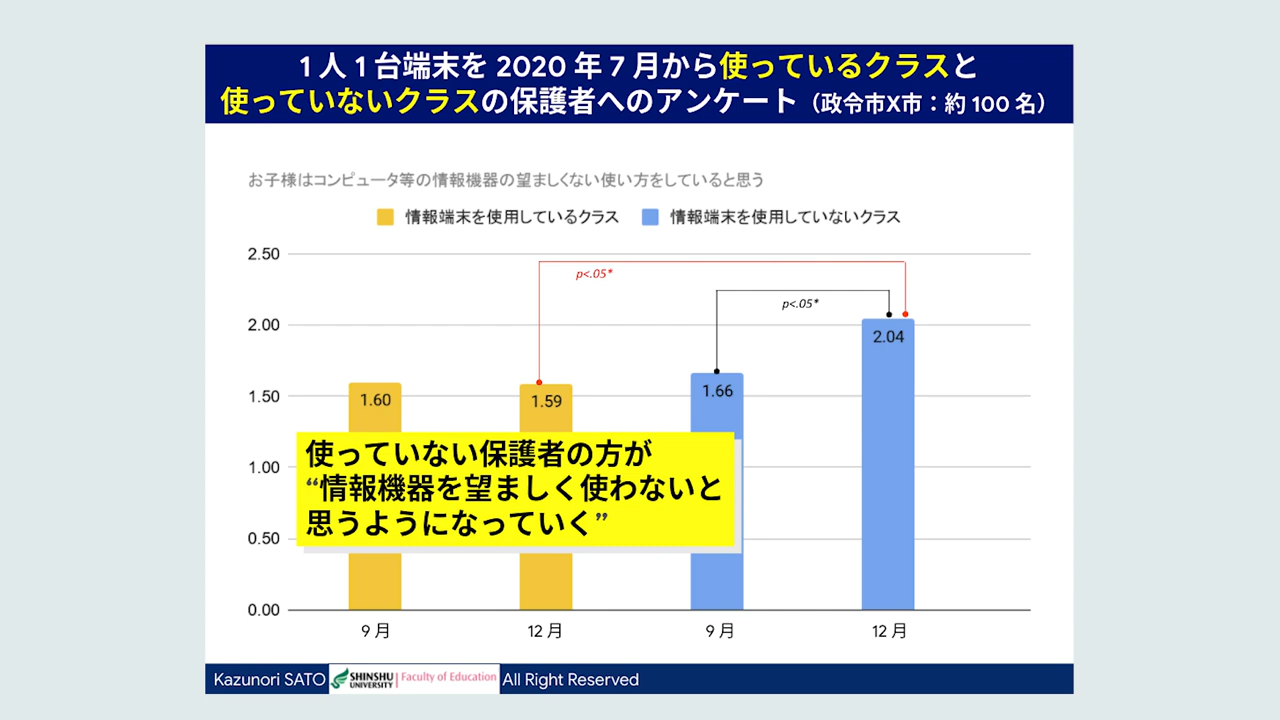 1人1台端末を 2020 年 7 月から使っているクラスと
使っていないクラスの保護者へのアンケート（政令市X市：約 100 名）
お子様はコンピュータ等の情報機器の望ましくない使い方をしていると思う
情報端末を使用しているクラス 情報端末を使用していないクラス
2.50
p<.05*
p<.05*
2.00
2.04
1.66
1.50
1.60
1.59
使っていない保護者の方が
“情報機器を望ましく使わないと
思うようになっていく”
1.00
0.50
0.00
9 月 12 月 9 月 12 月
Kazunori SATO SHINSHU UNIVERSITY Faculty of Education All Right Reserved